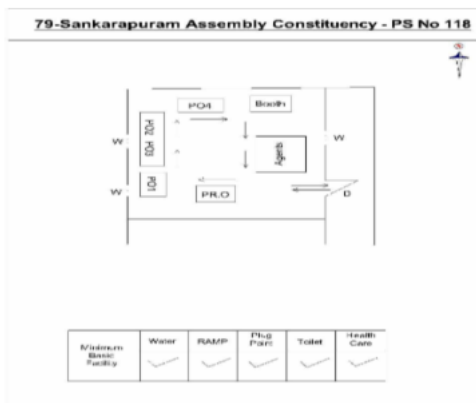 79-Sankarapuram Assembly Constituency - PS No 118
N
PO4
Booth
PO2 PO3
W
W
Agents
W
PO1
PR.O
D
Minimum Basic Facility
Water
RAMP
Plug Point
Toilet
Health Care